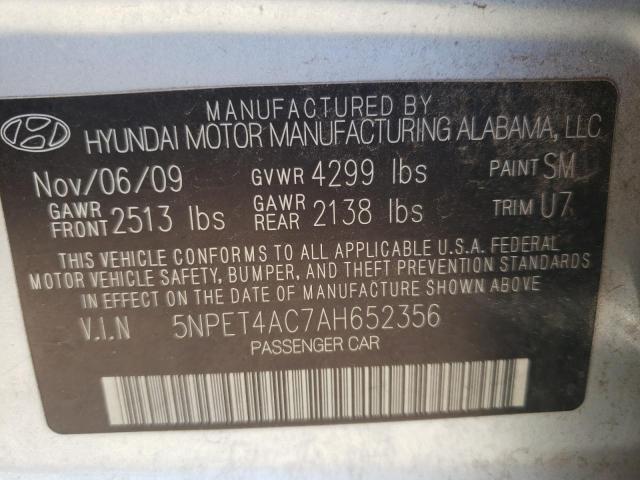 MANUFACTURED BY
HYUNDAI MOTOR MANUFACTURING ALABAMA, LLC
Nov/06/09 GVWR 4299 lbs PAINT SM
GAWR FRONT 2513 lbs GAWR REAR 2138 lbs TRIM U7
THIS VEHICLE CONFORMS TO ALL APPLICABLE U.S.A. FEDERAL
MOTOR VEHICLE SAFETY, BUMPER, AND THEFT PREVENTION STANDARDS
IN EFFECT ON THE DATE OF MANUFACTURE SHOWN ABOVE
V.I.N 5NPET4AC7AH652356
PASSENGER CAR